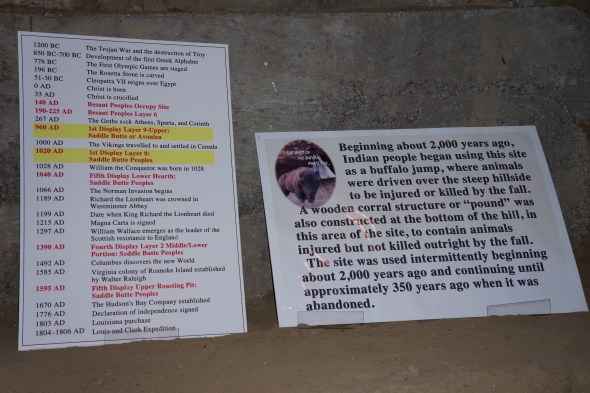 1200 BC The Trojan War and the destruction of Troy
850 BC-700 BC Development of the first Greek Alphabet
776 BC The First Olympic Games are staged
196 BC The Rosetta Stone is carved
51-30 BC Cleopatra VII reigns over Egypt
0 AD Christ is born
33 AD Christ is crucified
140 AD Besant Peoples Occupy Site
190-225 AD Besant Peoples Layer 6
267 AD The Goths sack Athens, Sparta, and Corinth
960 AD 1st Display Layer 9-Upper:
Saddle Butte or Avonlea
1000 AD The Vikings travelled to and settled in Canada
1020 AD 1st Display Layer 8:
Saddle Butte Peoples
1028 AD William the Conqueror was born in 1028
1040 AD Fifth Display Lower Hearth:
Saddle Butte Peoples
1066 AD The Norman Invasion begins
1189 AD Richard the Lionheart was crowned in
Westminster Abbey
1199 AD Date when King Richard the Lionheart died
1215 AD Magna Carta is signed
1297 AD William Wallace emerges as the leader of the
Scottish resistance to England
1390 AD Fourth Display Layer 2 Middle/Lower
Portion: Saddle Butte Peoples
1492 AD Columbus discovers the new World
1585 AD Virginia colony of Roanoke Island established
by Walter Raleigh
1595 AD Fifth Display Upper Roasting Pit:
Saddle Butte Peoples
1670 AD The Hudson's Bay Company established
1776 AD Declaration of independence signed
1803 AD Louisiana purchase
1804-1806 AD Louis and Clark Expedition
Beginning about 2,000 years ago,
Indian people began using this site
as a buffalo jump, where animals
were driven over the steep hillside
to be injured or killed by the fall.
A wooden corral structure or "pound" was
also constructed at the bottom of the hill, in
this area of the site, to contain animals
injured but not killed outright by the fall.
The site was used intermittently beginning
about 2,000 years ago and continuing until
approximately 350 years ago when it was
abandoned.